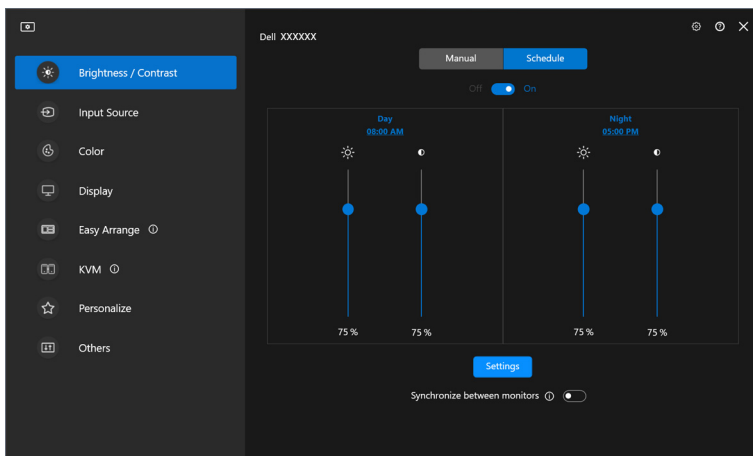 Dell XXXXXX
Manual
Schedule
Brightness / Contrast
Off
On
Input Source
Day
08:00 AM
Night
05:00 PM
Color
Display
Easy Arrange
KVM
Personalize
Others
75 %
75 %
75 %
75 %
Settings
Synchronize between monitors